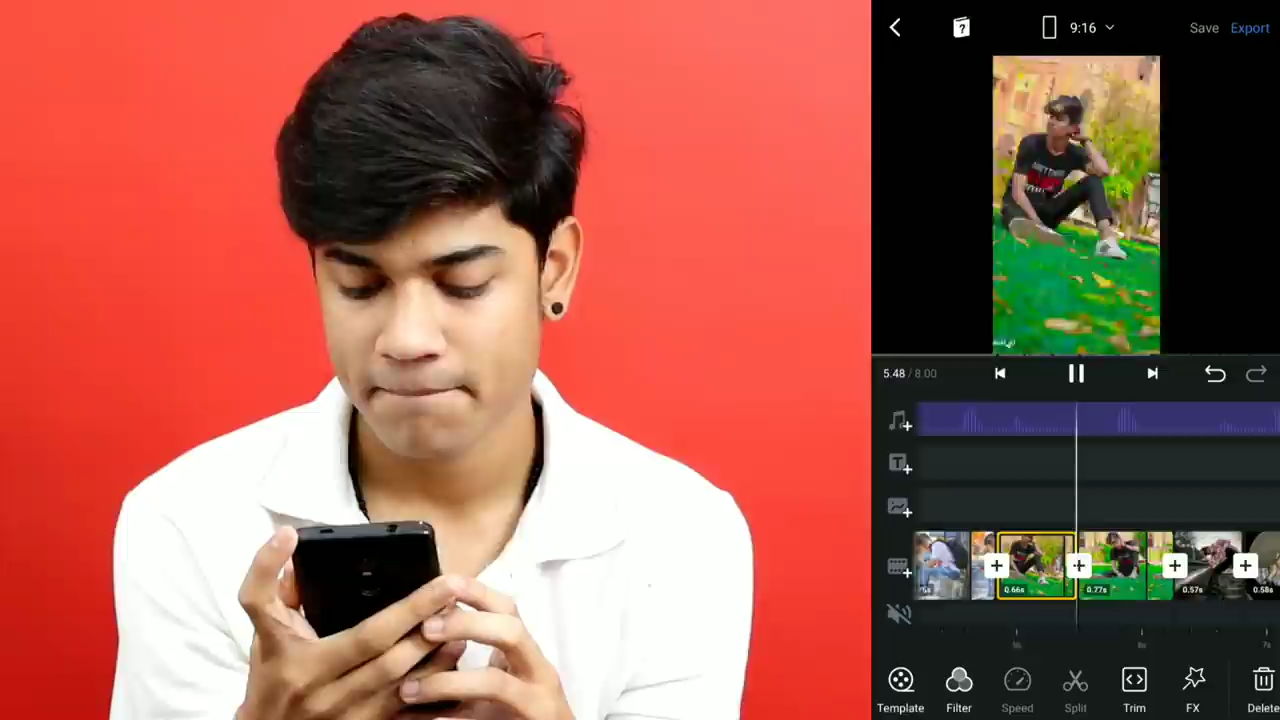 9:16
Save
Export
5.48 / 8.00
0.66s
0.77s
0.57s
0.58s
Template
Filter
Speed
Split
Trim
FX
Delete